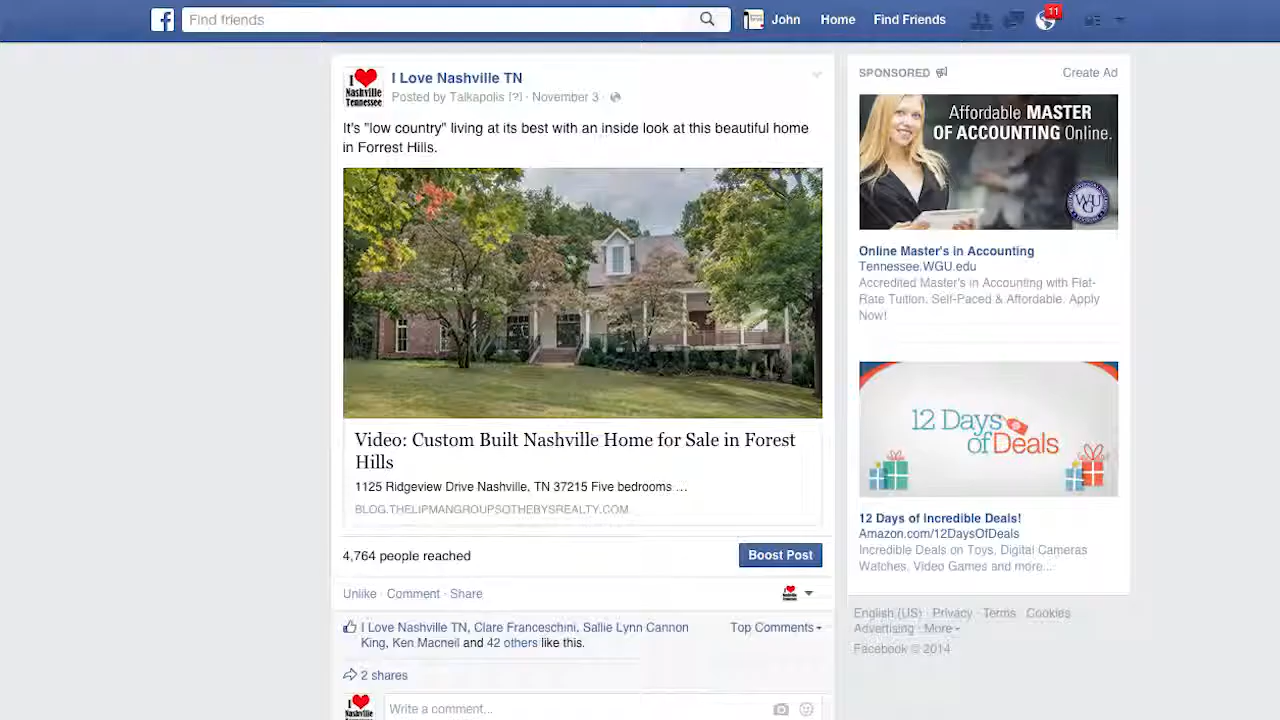 Find friends
John
Home
Find Friends
11
I Love Nashville TN
Posted by Talkapolis [?] · November 3 ·
It's "low country" living at its best with an inside look at this beautiful home
in Forrest Hills.
Video: Custom Built Nashville Home for Sale in Forest
Hills
1125 Ridgeview Drive Nashville, TN 37215 Five bedrooms ...
BLOG.THELIPMANGROUPSOTHEBYSREALTY.COM
4,764 people reached
Boost Post
Unlike · Comment · Share
I Love Nashville TN, Clare Franceschini, Sallie Lynn Cannon
King, Ken Macneil and 42 others like this.
Top Comments
2 shares
Write a comment...
I
Nashville
Tennessee
SPONSORED
Create Ad
Affordable MASTER
OF ACCOUNTING Online.
WGU
Online Master's in Accounting
Tennessee.WGU.edu
Accredited Master's in Accounting with Flat-
Rate Tuition. Self-Paced & Affordable. Apply
Now!
12 Days
of Deals
12 Days of Incredible Deals!
Amazon.com/12DaysOfDeals
Incredible Deals on Toys, Digital Cameras
Watches, Video Games and more...
English (US) · Privacy · Terms · Cookies
Advertising · More
Facebook © 2014